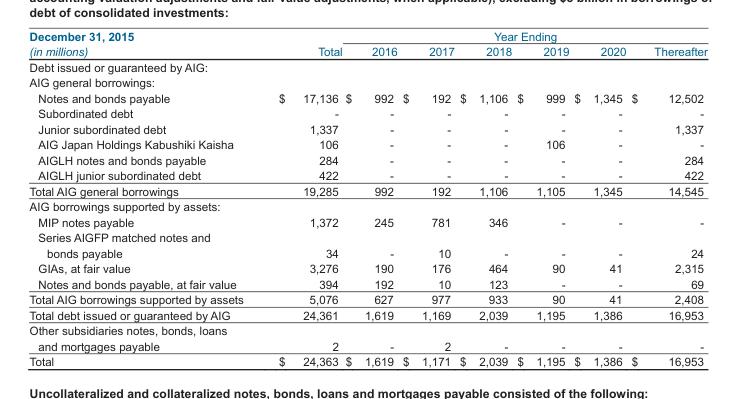 debt of consolidated investments:
December 31, 2015 Year Ending
(in millions) Total 2016 2017 2018 2019 2020 Thereafter
Debt issued or guaranteed by AIG:
AIG general borrowings:
Notes and bonds payable $ 17,136 $ 992 $ 192 $ 1,106 $ 999 $ 1,345 $ 12,502
Subordinated debt - - - - - - -
Junior subordinated debt 1,337 - - - - - 1,337
AIG Japan Holdings Kabushiki Kaisha 106 - - - 106 - -
AIGLH notes and bonds payable 284 - - - - - 284
AIGLH junior subordinated debt 422 - - - - - 422
Total AIG general borrowings 19,285 992 192 1,106 1,105 1,345 14,545
AIG borrowings supported by assets:
MIP notes payable 1,372 245 781 346 - - -
Series AIGFP matched notes and
bonds payable 34 - 10 - - - 24
GIAs, at fair value 3,276 190 176 464 90 41 2,315
Notes and bonds payable, at fair value 394 192 10 123 - - 69
Total AIG borrowings supported by assets 5,076 627 977 933 90 41 2,408
Total debt issued or guaranteed by AIG 24,361 1,619 1,169 2,039 1,195 1,386 16,953
Other subsidiaries notes, bonds, loans
and mortgages payable 2 - 2 - - - -
Total $ 24,363 $ 1,619 $ 1,171 $ 2,039 $ 1,195 $ 1,386 $ 16,953
Uncollateralized and collateralized notes, bonds, loans and mortgages payable consisted of the following: